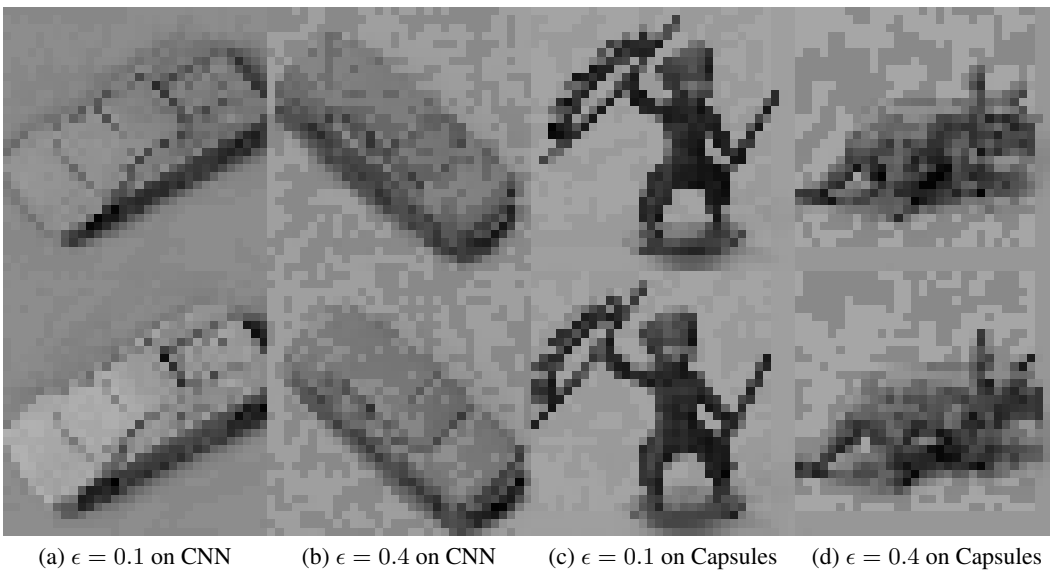 (a) ϵ = 0.1 on CNN (b) ϵ = 0.4 on CNN (c) ϵ = 0.1 on Capsules (d) ϵ = 0.4 on Capsules